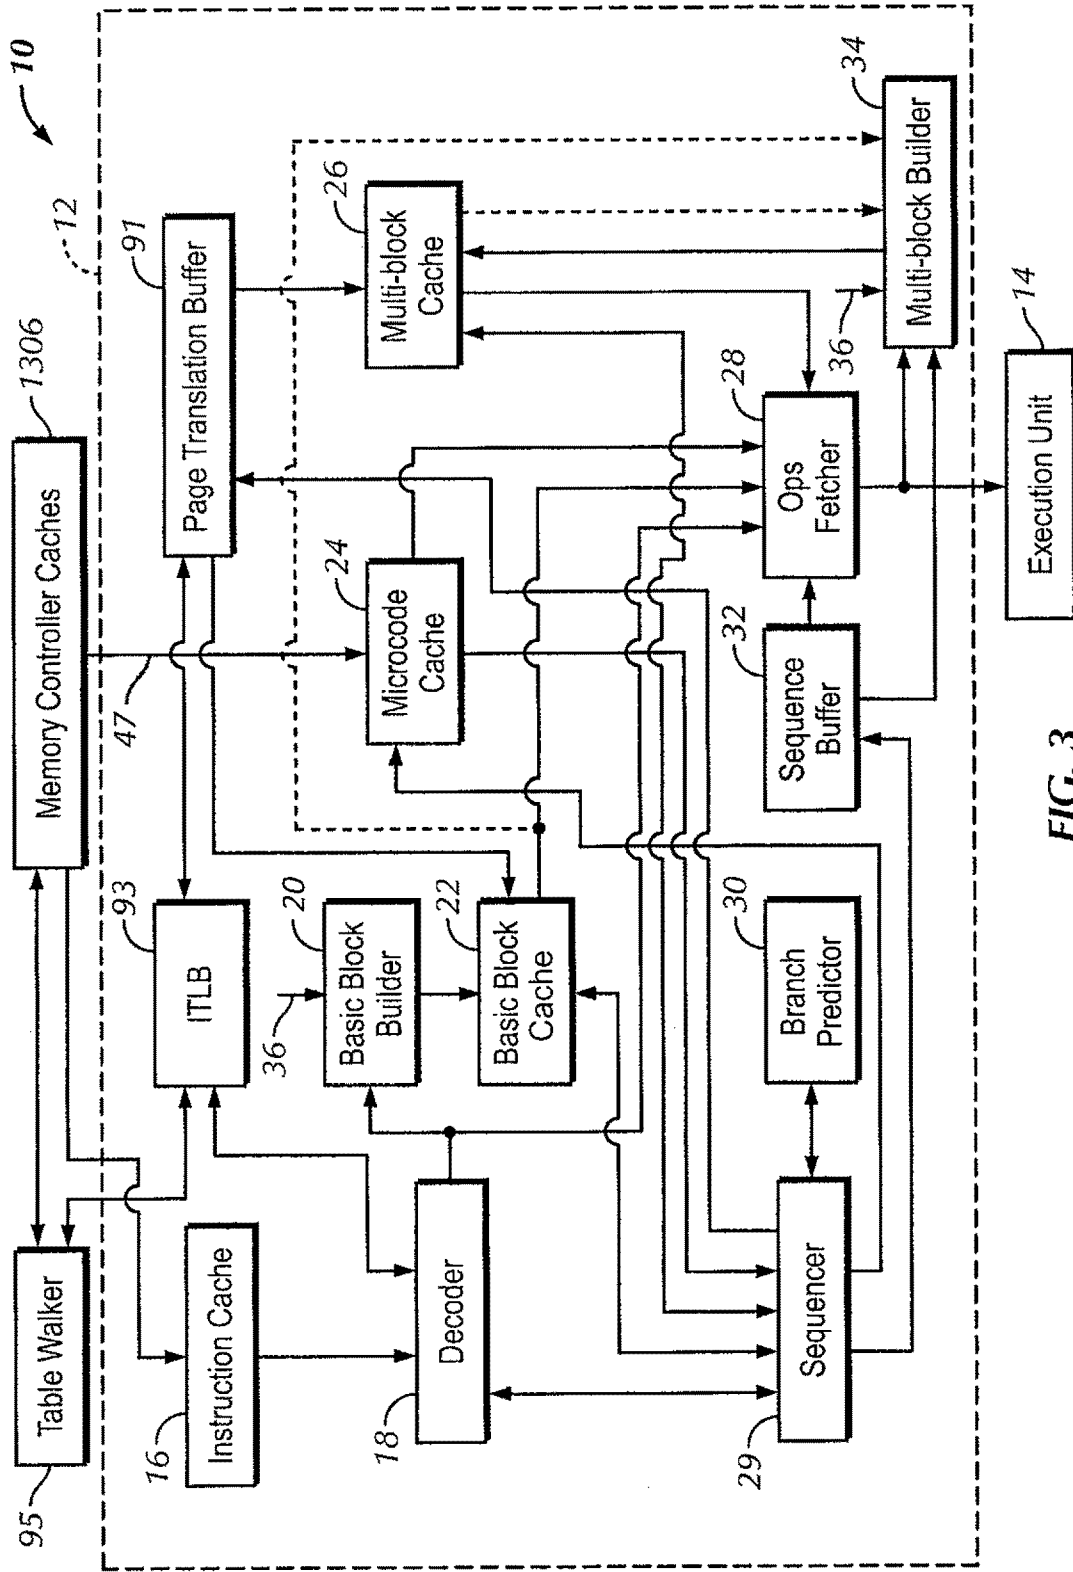 95
Table Walker
Memory Controller Caches
1306
10
12
16
Instruction Cache
93
ITLB
47
Page Translation Buffer
91
36
20
Basic Block
Builder
24
Microcode
Cache
26
Multi-block
Cache
18
Decoder
22
Basic Block
Cache
29
Sequencer
30
Branch
Predictor
32
Sequence
Buffer
28
Ops
Fetcher
36
34
Multi-block Builder
14
Execution Unit
FIG. 3